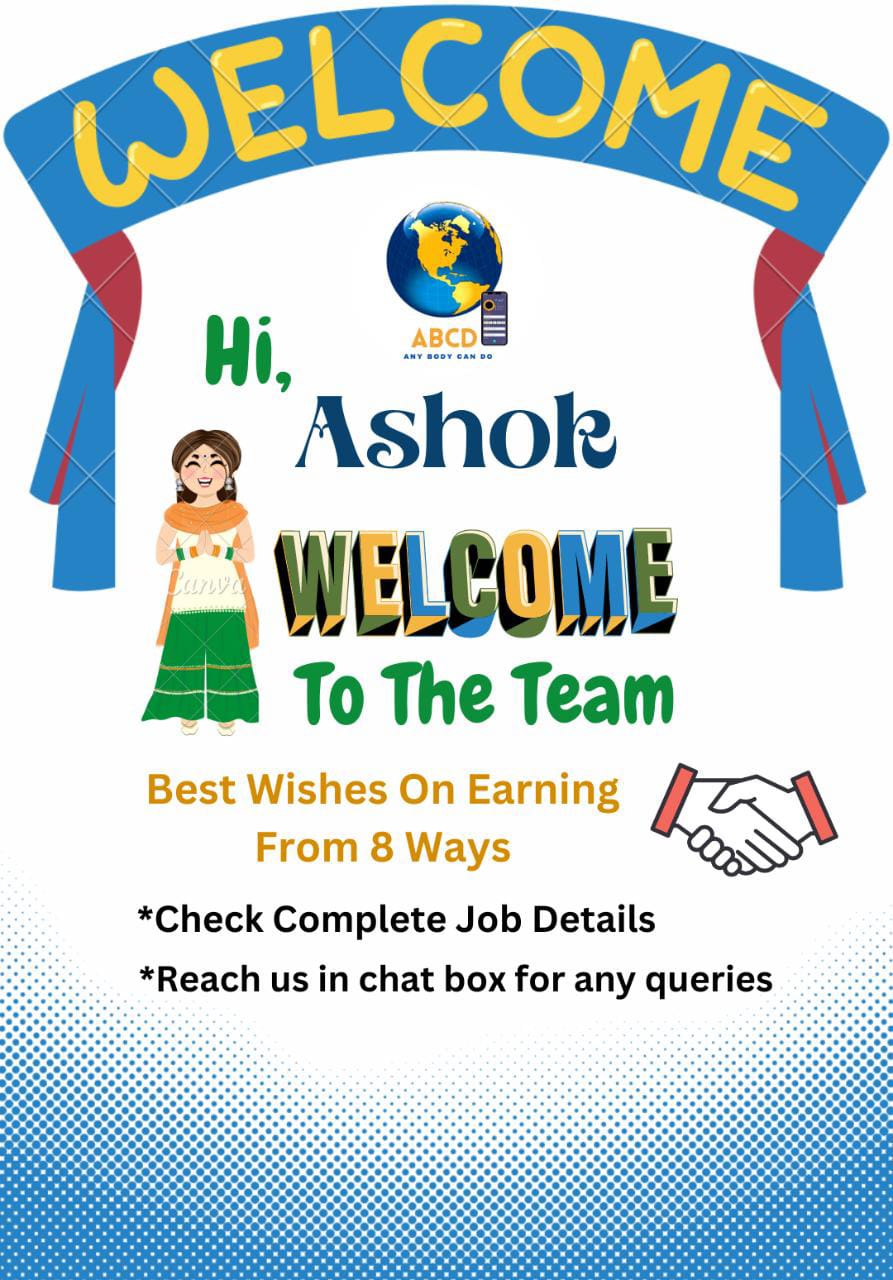 WELCOME
ABCD
ANY BODY CAN DO
Hi,
Ashok
Canva
WELCOME
To The Team
Best Wishes On Earning
From 8 Ways
*Check Complete Job Details
*Reach us in chat box for any queries